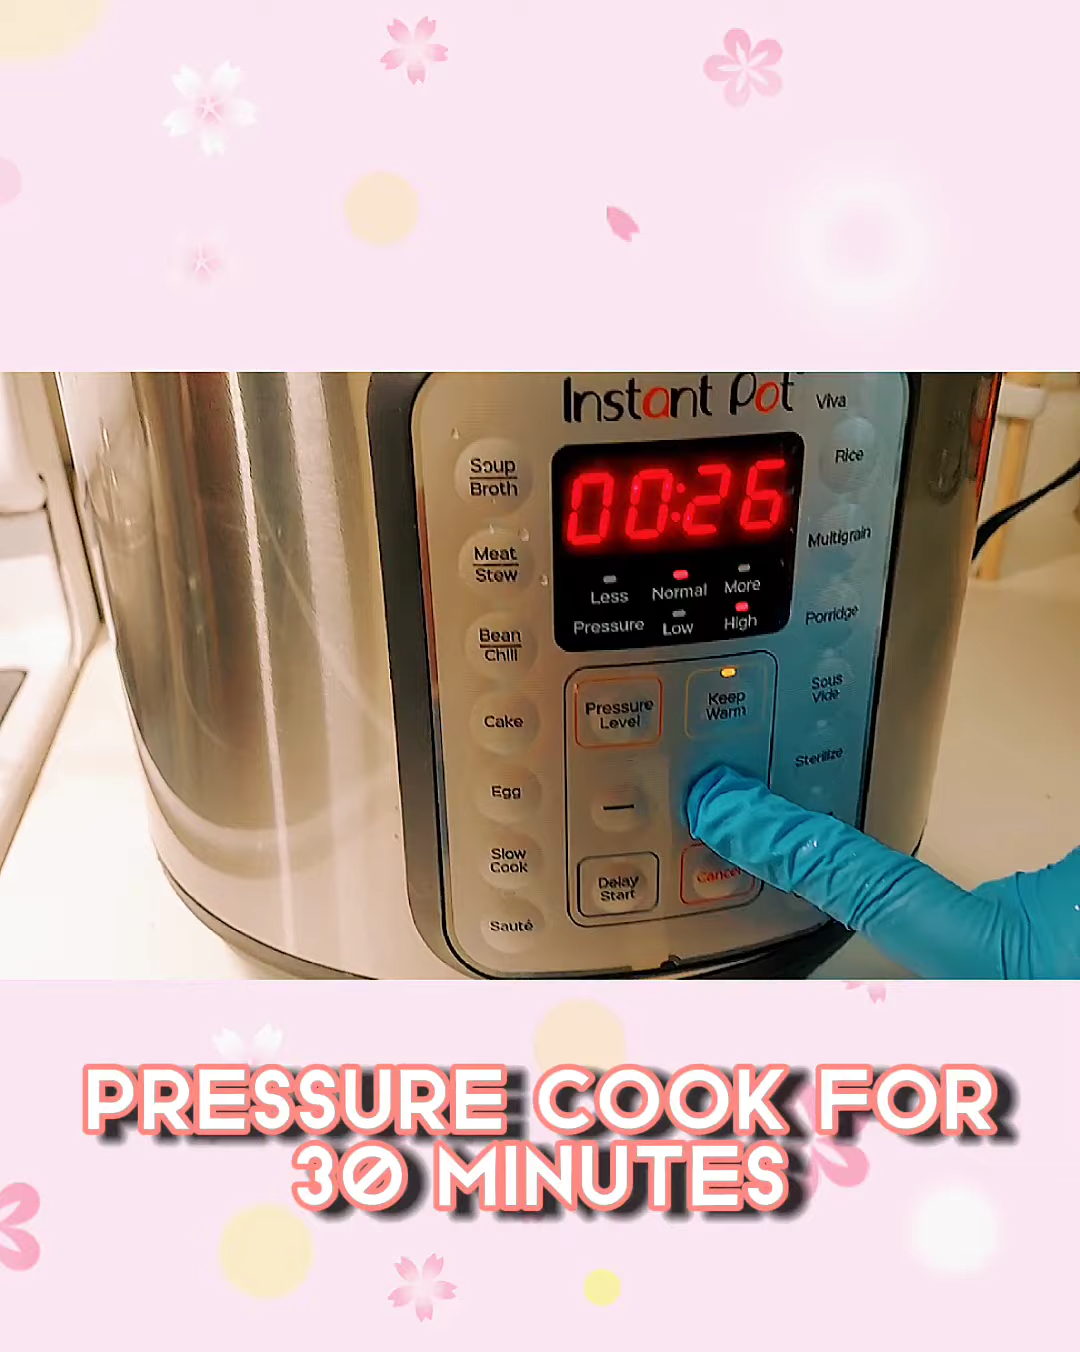 Instant Pot Viva
Soup
Broth
Meat
Stew
Bean
Chili
Cake
Egg
Slow
Cook
Sauté
00:26
Less Normal More
Pressure Low High
Pressure
Level
Keep
Warm
—
Delay
Start
Cancel
Rice
Multigrain
Porridge
Sous
Vide
Sterilize
PRESSURE COOK FOR
30 MINUTES